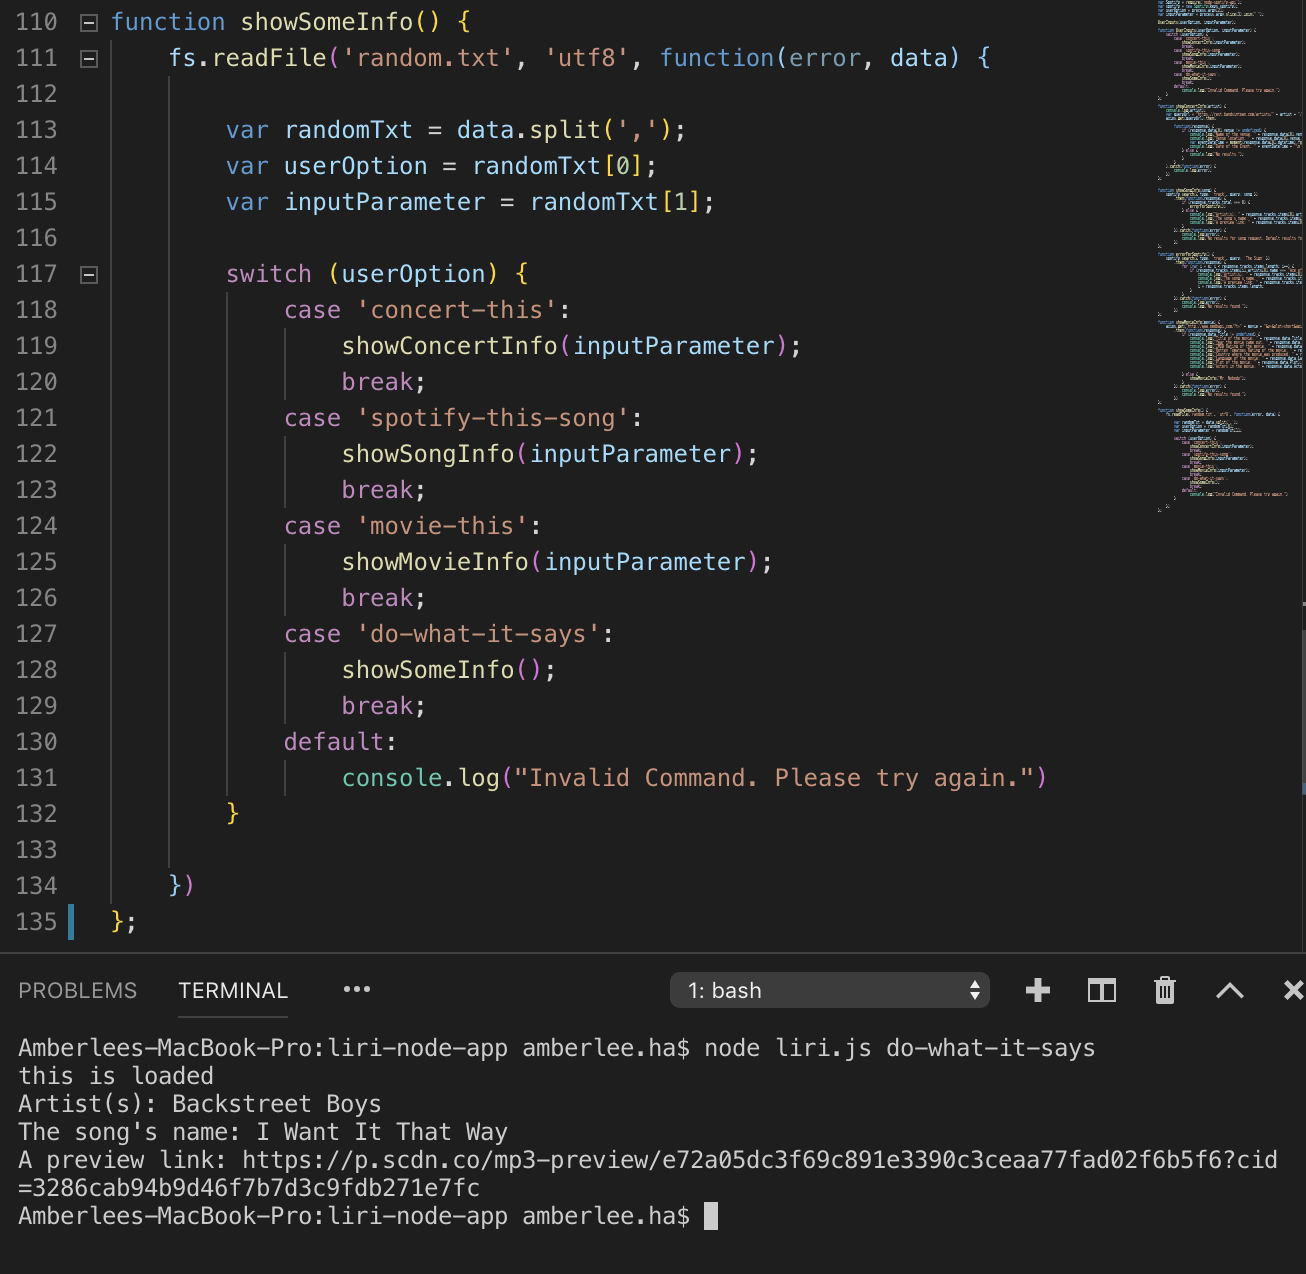 110 function showSomeInfo() {
111     fs.readFile('random.txt', 'utf8', function(error, data) {
112
113         var randomTxt = data.split(',');
114         var userOption = randomTxt[0];
115         var inputParameter = randomTxt[1];
116
117         switch (userOption) {
118             case 'concert-this':
119                 showConcertInfo(inputParameter);
120                 break;
121             case 'spotify-this-song':
122                 showSongInfo(inputParameter);
123                 break;
124             case 'movie-this':
125                 showMovieInfo(inputParameter);
126                 break;
127             case 'do-what-it-says':
128                 showSomeInfo();
129                 break;
130             default:
131                 console.log("Invalid Command. Please try again.")
132         }
133
134     })
135 };
PROBLEMS TERMINAL ••• 1: bash
Amberlees-MacBook-Pro:liri-node-app amberlee.ha$ node liri.js do-what-it-says
this is loaded
Artist(s): Backstreet Boys
The song's name: I Want It That Way
A preview link: https://p.scdn.co/mp3-preview/e72a05dc3f69c891e3390c3ceaa77fad02f6b5f6?cid
=3286cab94b9d46f7b7d3c9fdb271e7fc
Amberlees-MacBook-Pro:liri-node-app amberlee.ha$